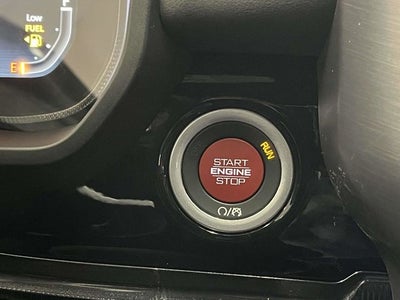 Low
FUEL
E
RUN
START
ENGINE
STOP